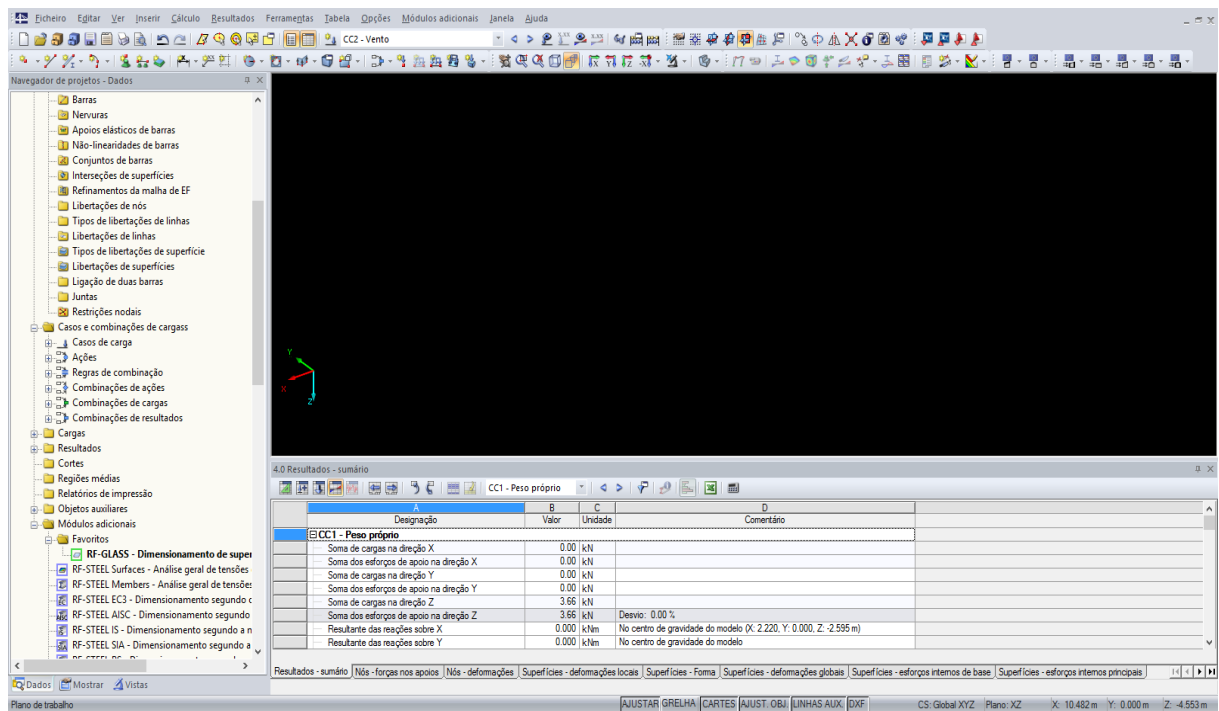 Ficheiro Editar Ver Inserir Cálculo Resultados Ferramentas Tabela Opções Módulos adicionais Janela Ajuda
CC2 - Vento
Navegador de projetos - Dados
Barras
Nervuras
Apoios elásticos de barras
Não-linearidades de barras
Conjuntos de barras
Interseções de superfícies
Refinamentos da malha de EF
Libertações de nós
Tipos de libertações de linhas
Libertações de linhas
Tipos de libertações de superfície
Libertações de superfícies
Ligação de duas barras
Juntas
Restrições nodais
Casos e combinações de cargass
Casos de carga
Ações
Regras de combinação
Combinações de ações
Combinações de cargas
Combinações de resultados
Cargas
Resultados
Cortes
Regiões médias
Relatórios de impressão
Objetos auxiliares
Módulos adicionais
Favoritos
RF-GLASS - Dimensionamento de super
RF-STEEL Surfaces - Análise geral de tensões
RF-STEEL Members - Análise geral de tensões
RF-STEEL EC3 - Dimensionamento segundo o
RF-STEEL AISC - Dimensionamento segundo
RF-STEEL IS - Dimensionamento segundo a n
RF-STEEL SIA - Dimensionamento segundo a
Dados Mostrar Vistas
Y
X
Z
4.0 Resultados - sumário
CC1 - Peso próprio
A B C D
Designação Valor Unidade Comentário
CC1 - Peso próprio
Soma de cargas na direção X 0.00 kN
Soma dos esforços de apoio na direção X 0.00 kN
Soma de cargas na direção Y 0.00 kN
Soma dos esforços de apoio na direção Y 0.00 kN
Soma de cargas na direção Z 3.66 kN
Soma dos esforços de apoio na direção Z 3.66 kN Desvio: 0.00 %
Resultante das reações sobre X 0.000 kNm No centro de gravidade do modelo (X: 2.220, Y: 0.000, Z: -2.595 m)
Resultante das reações sobre Y 0.000 kNm No centro de gravidade do modelo
Resultados - sumário Nós - forças nos apoios Nós - deformações Superfícies - deformações locais Superfícies - Forma Superfícies - deformações globais Superfícies - esforços internos de base Superfícies - esforços internos principais
Plano de trabalho AJUSTAR GRELHA CARTES AJUST. OBJ. LINHAS AUX. DXF CS: Global XYZ Plano: XZ X: 10.482 m Y: 0.000 m Z: -4.553 m